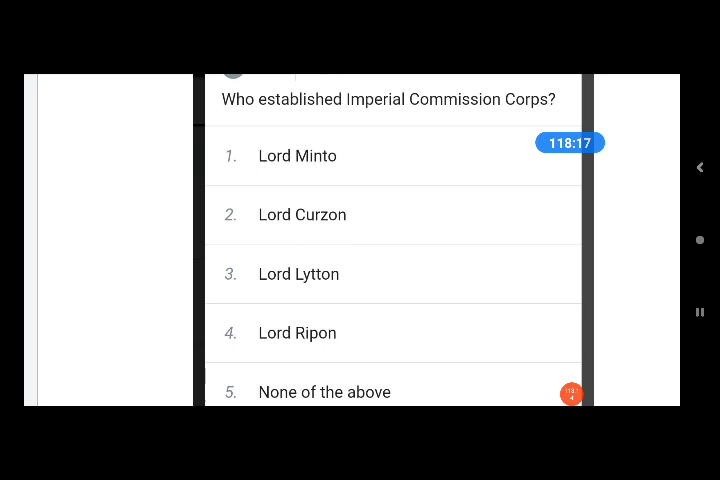 Who established Imperial Commission Corps?
118:17
1. Lord Minto
2. Lord Curzon
3. Lord Lytton
4. Lord Ripon
5. None of the above